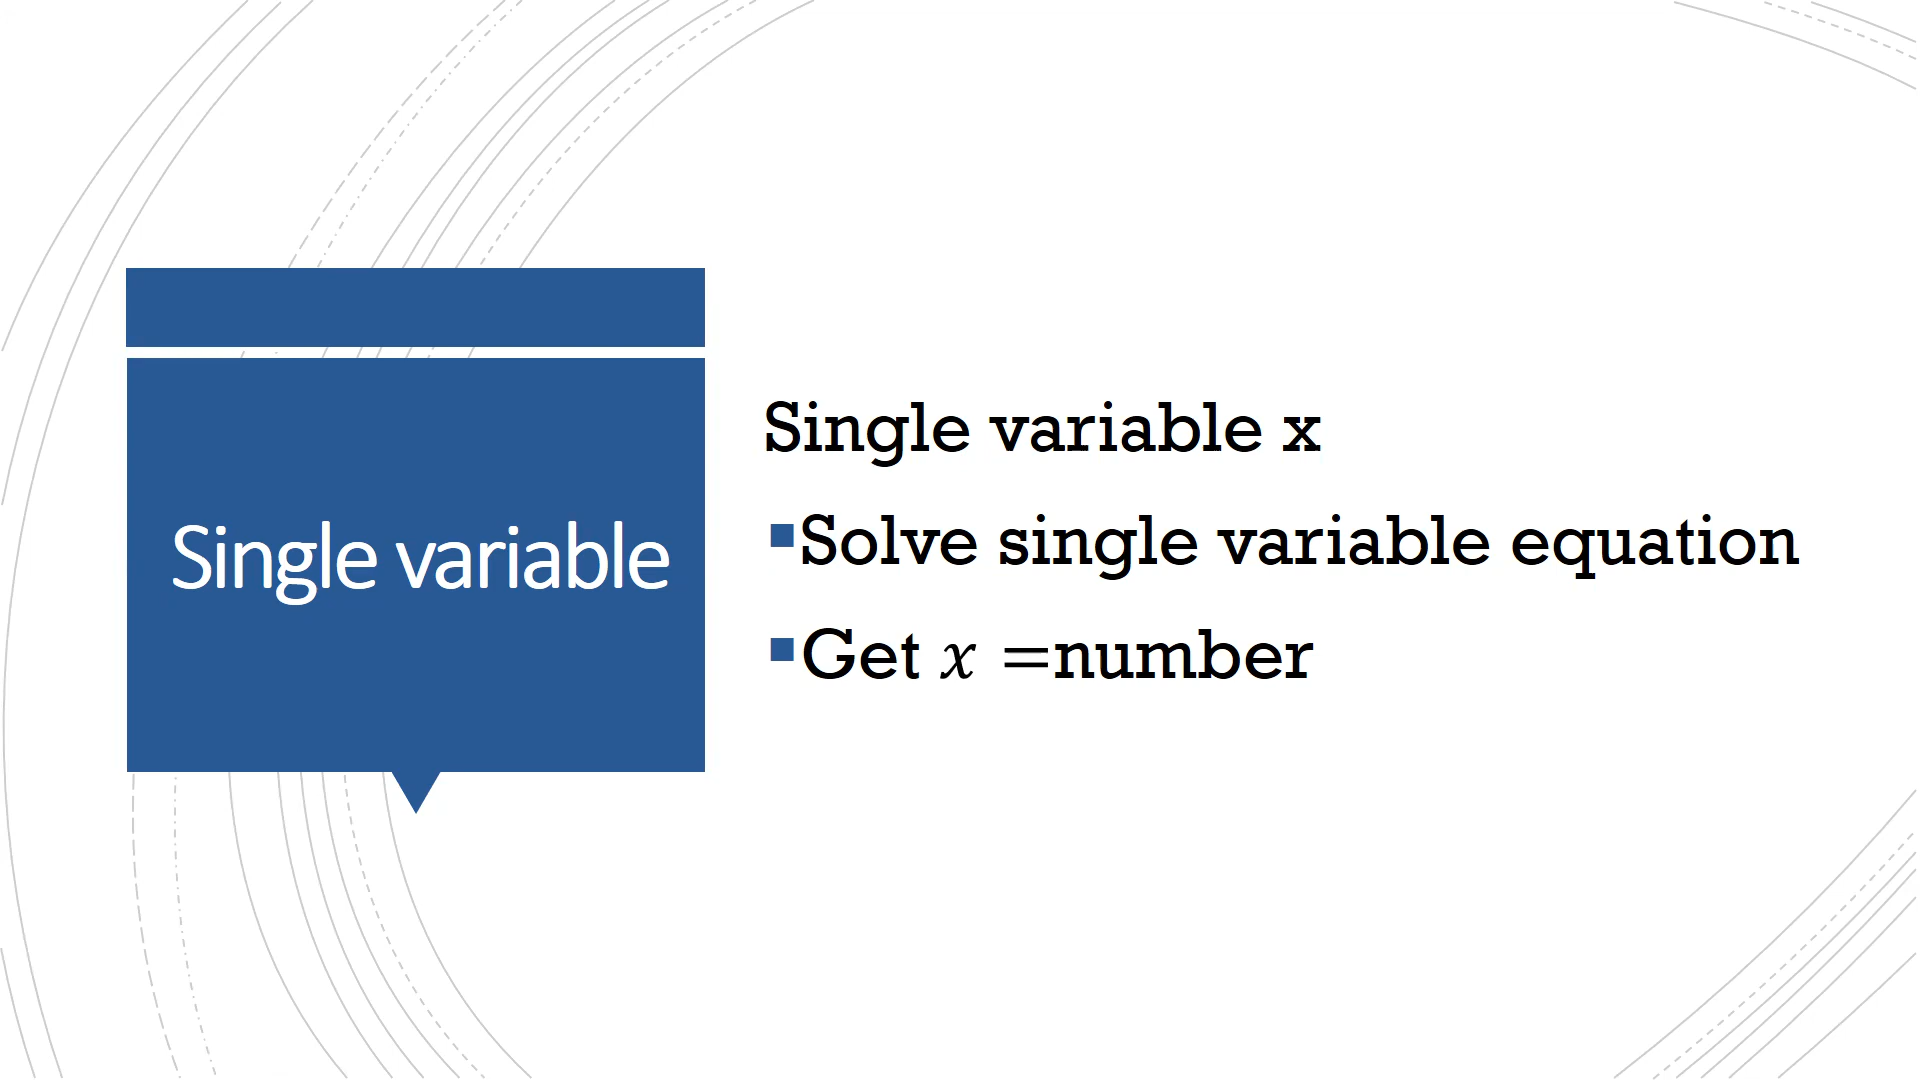 Single variable
Single variable x
▪Solve single variable equation
▪Get 𝑥 =number